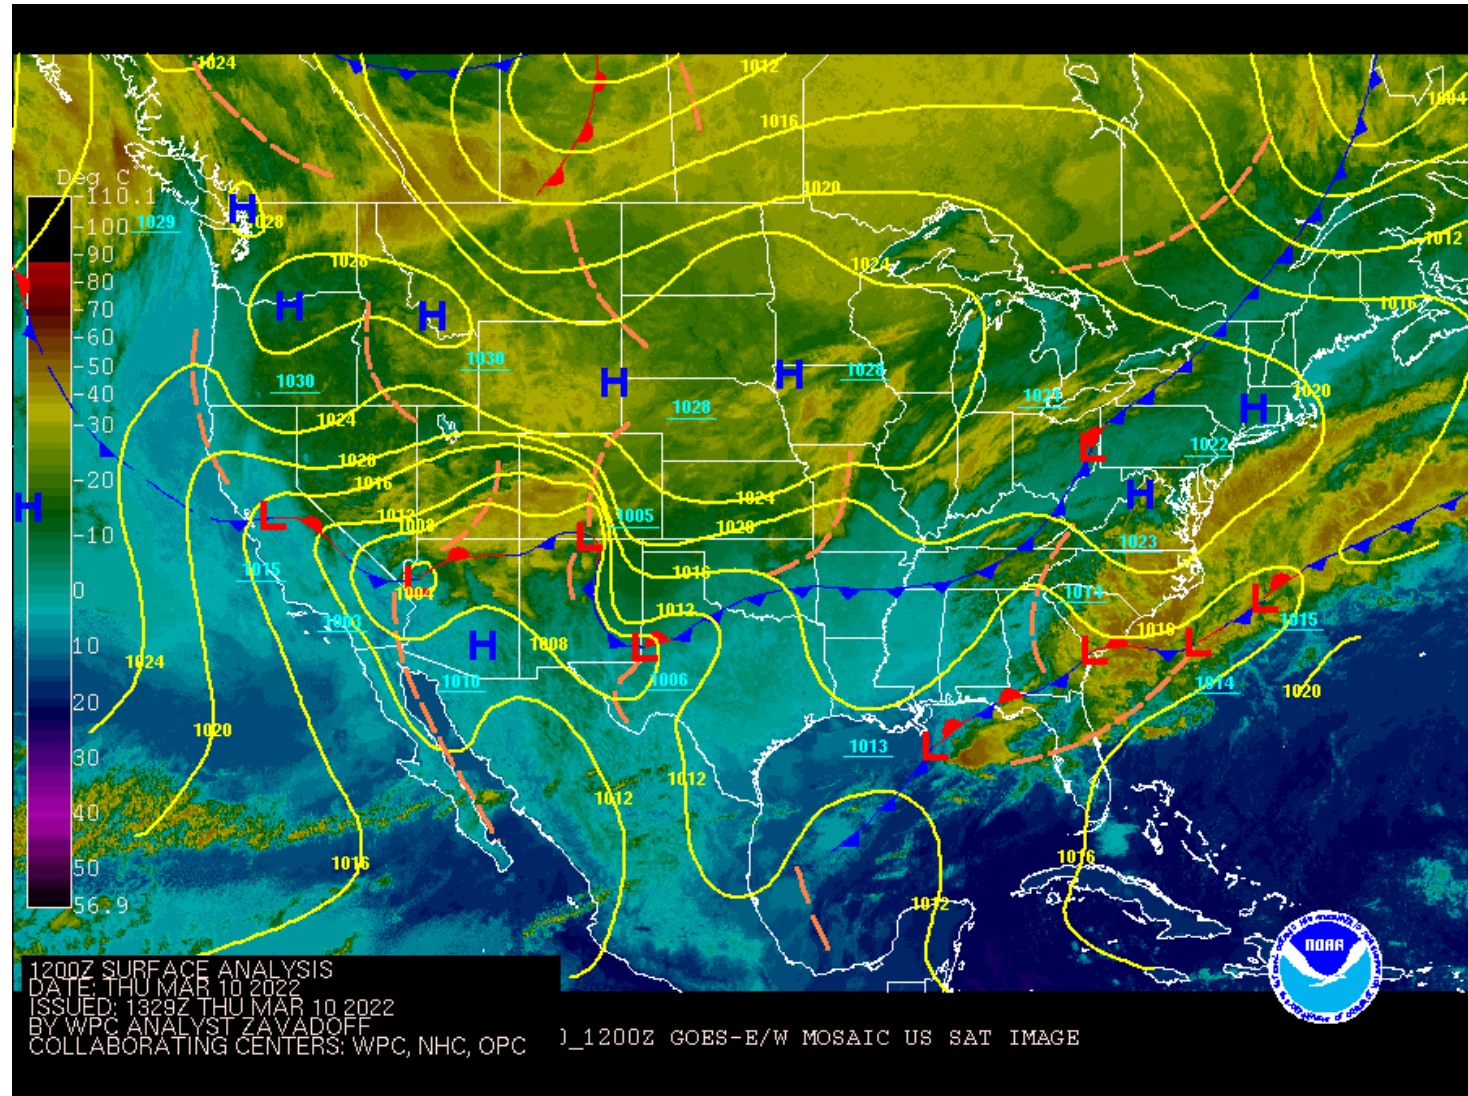 1024
1012
1004
1016
Deg C
-110.1
1020
1029
-100
1028
1012
-90
1028
1024
-80
1016
-70
-60
1030
-50
1030
1028
-40
1028
1021
1020
-30
1024
1022
-20
1028
1016
1024
1012
1005
1020
-10
1008
1023
1015
1016
0
1004
1014
1003
1012
1016
1015
10
1008
1024
1010
1006
1014
1020
20
1020
1013
30
1012
1012
40
1016
1016
50
1012
56.9
NOAA
1200Z SURFACE ANALYSIS
DATE: THU MAR 10 2022
ISSUED: 1329Z THU MAR 10 2022
BY WPC ANALYST ZAVADOFF
COLLABORATING CENTERS: WPC, NHC, OPC
_1200Z GOES-E/W MOSAIC US SAT IMAGE
H
H
H
H
H
H
H
H
H
H
L
L
L
L
L
L
L
L
L